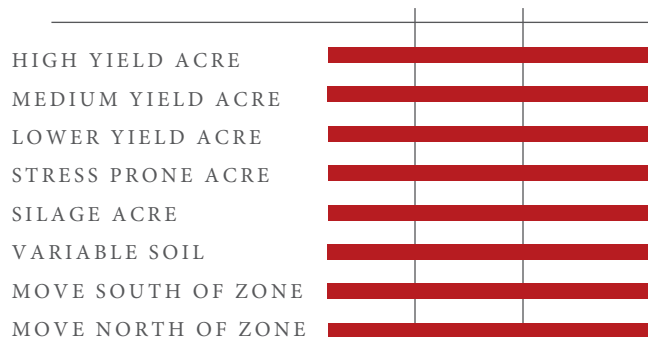 HIGH YIELD ACRE
MEDIUM YIELD ACRE
LOWER YIELD ACRE
STRESS PRONE ACRE
SILAGE ACRE
VARIABLE SOIL
MOVE SOUTH OF ZONE
MOVE NORTH OF ZONE